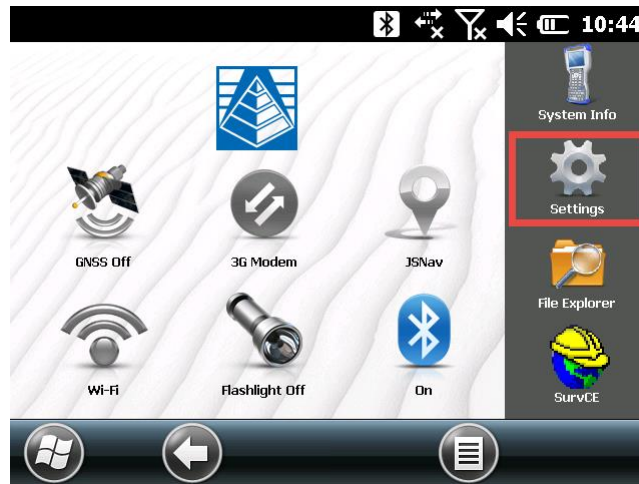 10:44
System Info
Settings
GNSS Off
3G Modem
JSNav
File Explorer
Wi-Fi
Flashlight Off
On
SurvCE